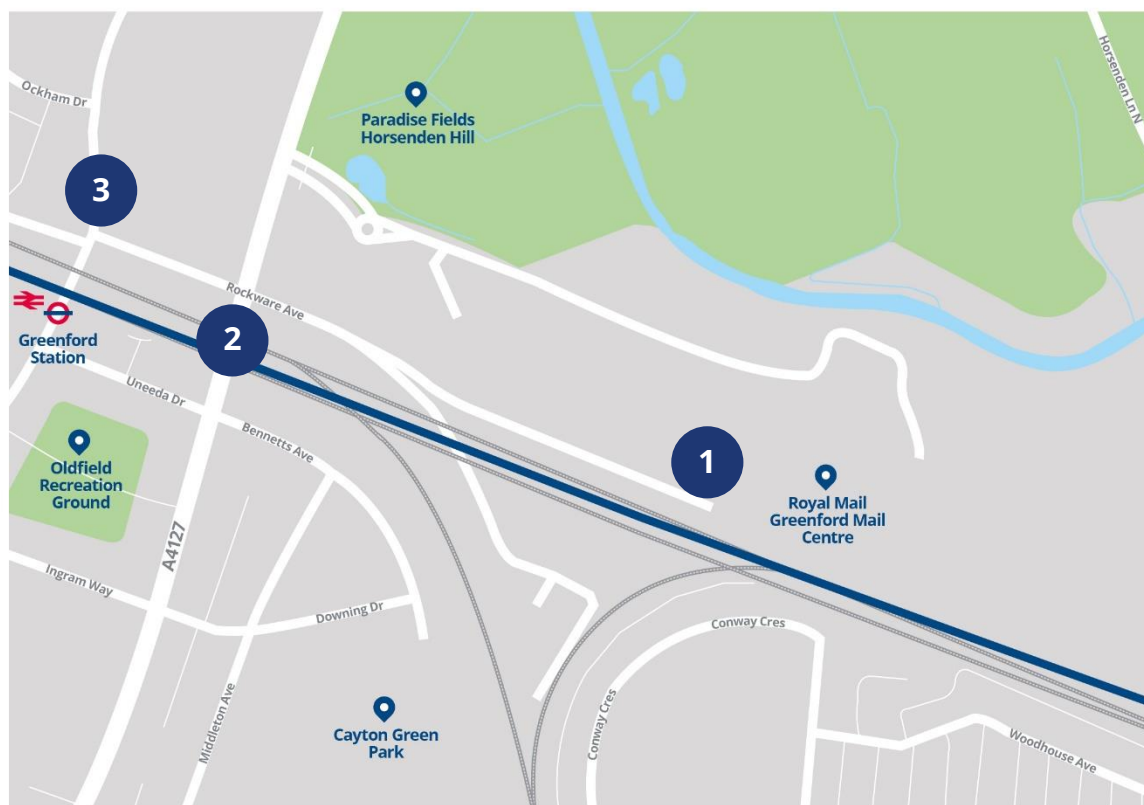 Ockham Dr
Paradise Fields
Horsenden Hill
Horsenden Ln N
3
Rockware Ave
2
Greenford
Station
Uneeda Dr
Bennetts Ave
Oldfield
Recreation
Ground
1
Royal Mail
Greenford Mail
Centre
A4127
Ingram Way
Downing Dr
Conway Cres
Middleton Ave
Cayton Green
Park
Conway Cres
Woodhouse Ave